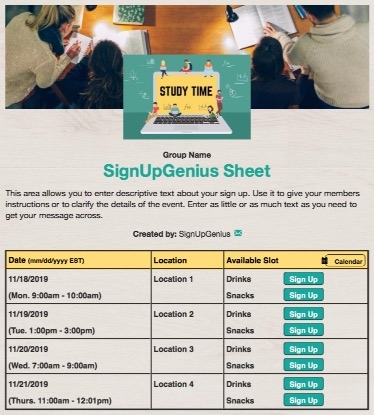 STUDY TIME
Group Name
SignUpGenius Sheet
This area allows you to enter descriptive text about your sign up. Use it to give your members
instructions or to clarify the details of the event. Enter as little or as much text as you need to
get your message across.
Created by: SignUpGenius
Date (mm/dd/yyyy EST) Location Available Slot Calendar
11/18/2019 Location 1 Drinks Sign Up
(Mon. 9:00am - 10:00am) Snacks Sign Up
11/19/2019 Location 2 Drinks Sign Up
(Tue. 1:00pm - 3:00pm) Snacks Sign Up
11/20/2019 Location 3 Drinks Sign Up
(Wed. 7:00am - 9:00am) Snacks Sign Up
11/21/2019 Location 4 Drinks Sign Up
(Thurs. 11:00am - 12:01pm) Snacks Sign Up